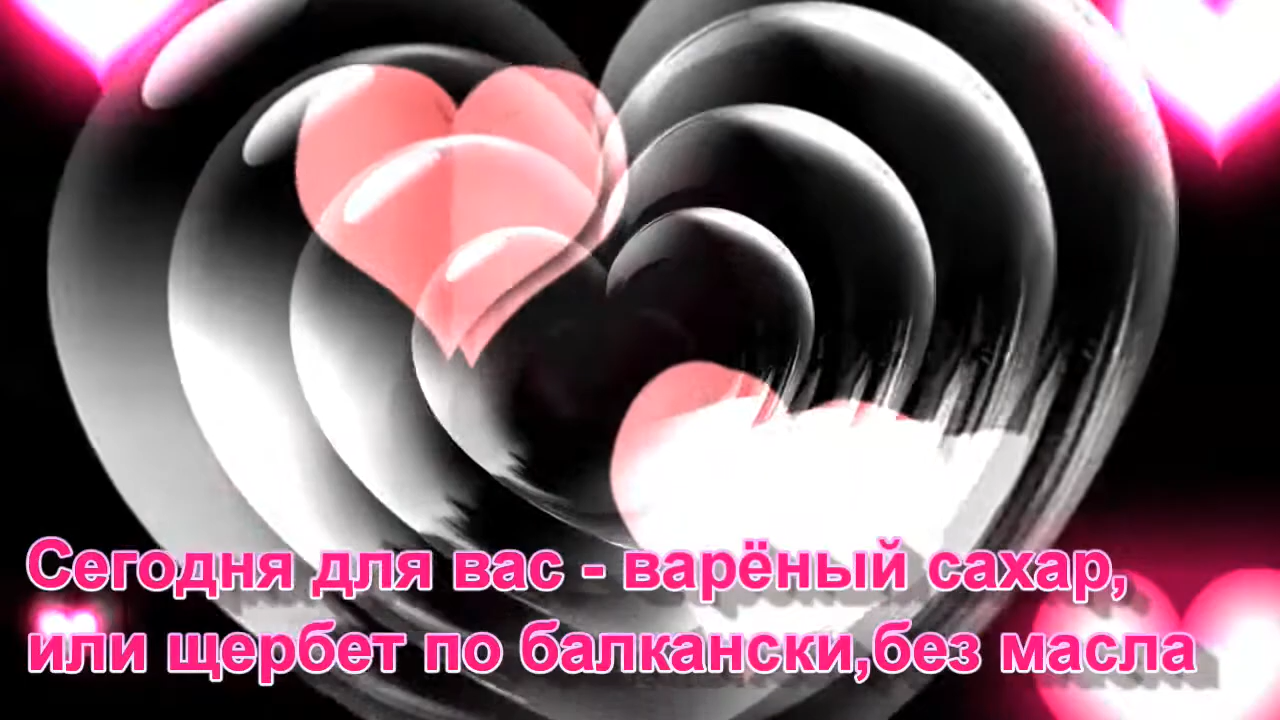 Сегодня для вас - варёный сахар,
или щербет по балкански,без масла